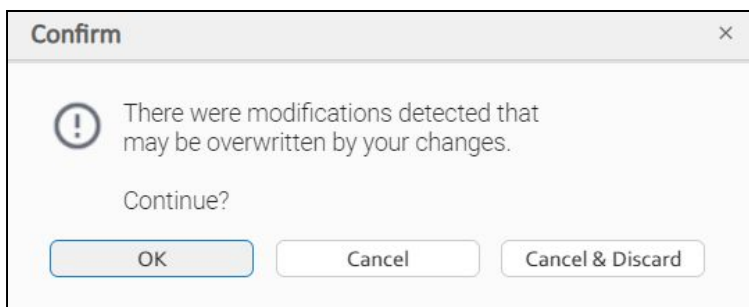 Confirm
There were modifications detected that
may be overwritten by your changes.
Continue?
OK
Cancel
Cancel & Discard